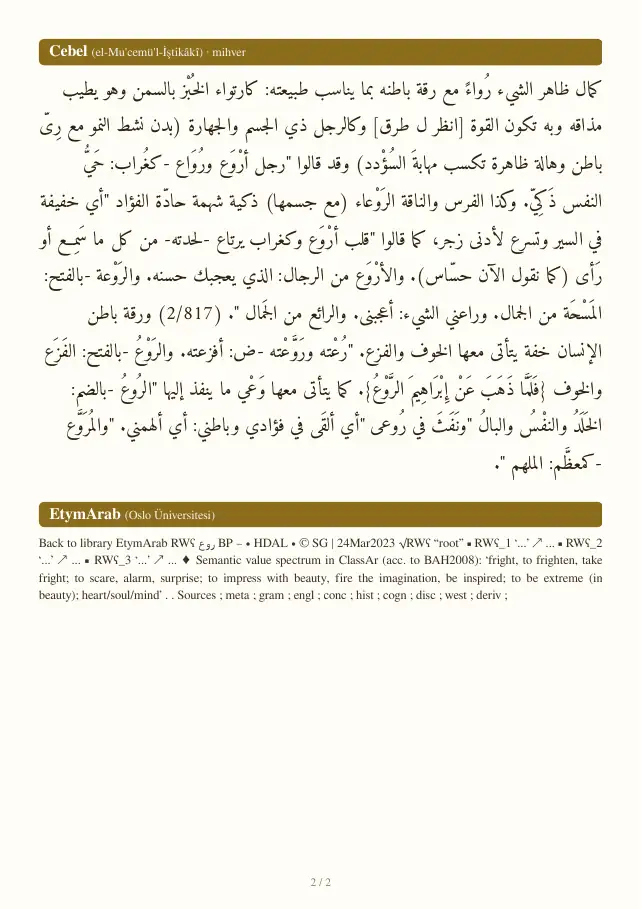 Cebel (el-Mu'cemü'l-İştikâkî) · mihver
كمال ظاهر الشيء رُواءً مع رقة باطنه بما يناسب طبيعته: كارتواء الخُبْز بالسمن وهو يطيب
مذاقه وبه تكون القوة [انظر ل طرق] وكالرجل ذي الجسم والجهارة (بدن نشط النمو مع رِىّ
باطن وهالة ظاهرة تكسب مهابةَ السُؤْدد) وقد قالوا "رجل أرْوَع ورُوَاع -كغُراب: حَيُّ
النفس ذَكِيّ. وكذا الفرس والناقة الرَوْعاء (مع جسمها) ذكية شهمة حادّة الفؤاد "أي خفيفة
في السير وتسرع لأدنى زجر، كما قالوا "قلب أرْوَع وكغراب يرتاع -لحدته- من كل ما سَمِع أو
رَأى (كما نقول الآن حسّاس). والأرْوَع من الرجال: الذي يعجبك حسنه. والرَوْعة -بالفتح:
المَسْحَة من الجمال. وراعني الشيء: أعجبنى. والرائع من الجَمال ". (2/817) ورقة باطن
الإنسان خفة يتأتى معها الخوف والفزع. "رُعْته ورَوَّعْته -ض: أفزعته. والرَوْعُ -بالفتح: الفَزَع
والخوف {فَلَمَّا ذَهَبَ عَنْ إِبْرَاهِيمَ الرَّوْعُ}. كما يتأتى معها وَعْي ما ينفذ إليها "الرُوعُ -بالضم:
الخَلَدُ والنفْسُ والبالُ "ونَفَثَ في رُوعى "أي ألقَى في فؤادي وباطني: أي ألهمني. "والمُرَوَّع
-كمعظَّم: الملهم ".
EtymArab (Oslo Üniversitesi)
Back to library EtymArab RWʕ روع BP – • HDAL • © SG | 24Mar2023 √RWʕ “root” ▪ RWʕ_1 ‘...’ ↗ ... ▪ RWʕ_2
‘...’ ↗ ... ▪ RWʕ_3 ‘...’ ↗ ... ♦ Semantic value spectrum in ClassAr (acc. to BAH2008): ‘fright, to frighten, take
fright; to scare, alarm, surprise; to impress with beauty, fire the imagination, be inspired; to be extreme (in
beauty); heart/soul/mind’ . . Sources ; meta ; gram ; engl ; conc ; hist ; cogn ; disc ; west ; deriv ;
2 / 2